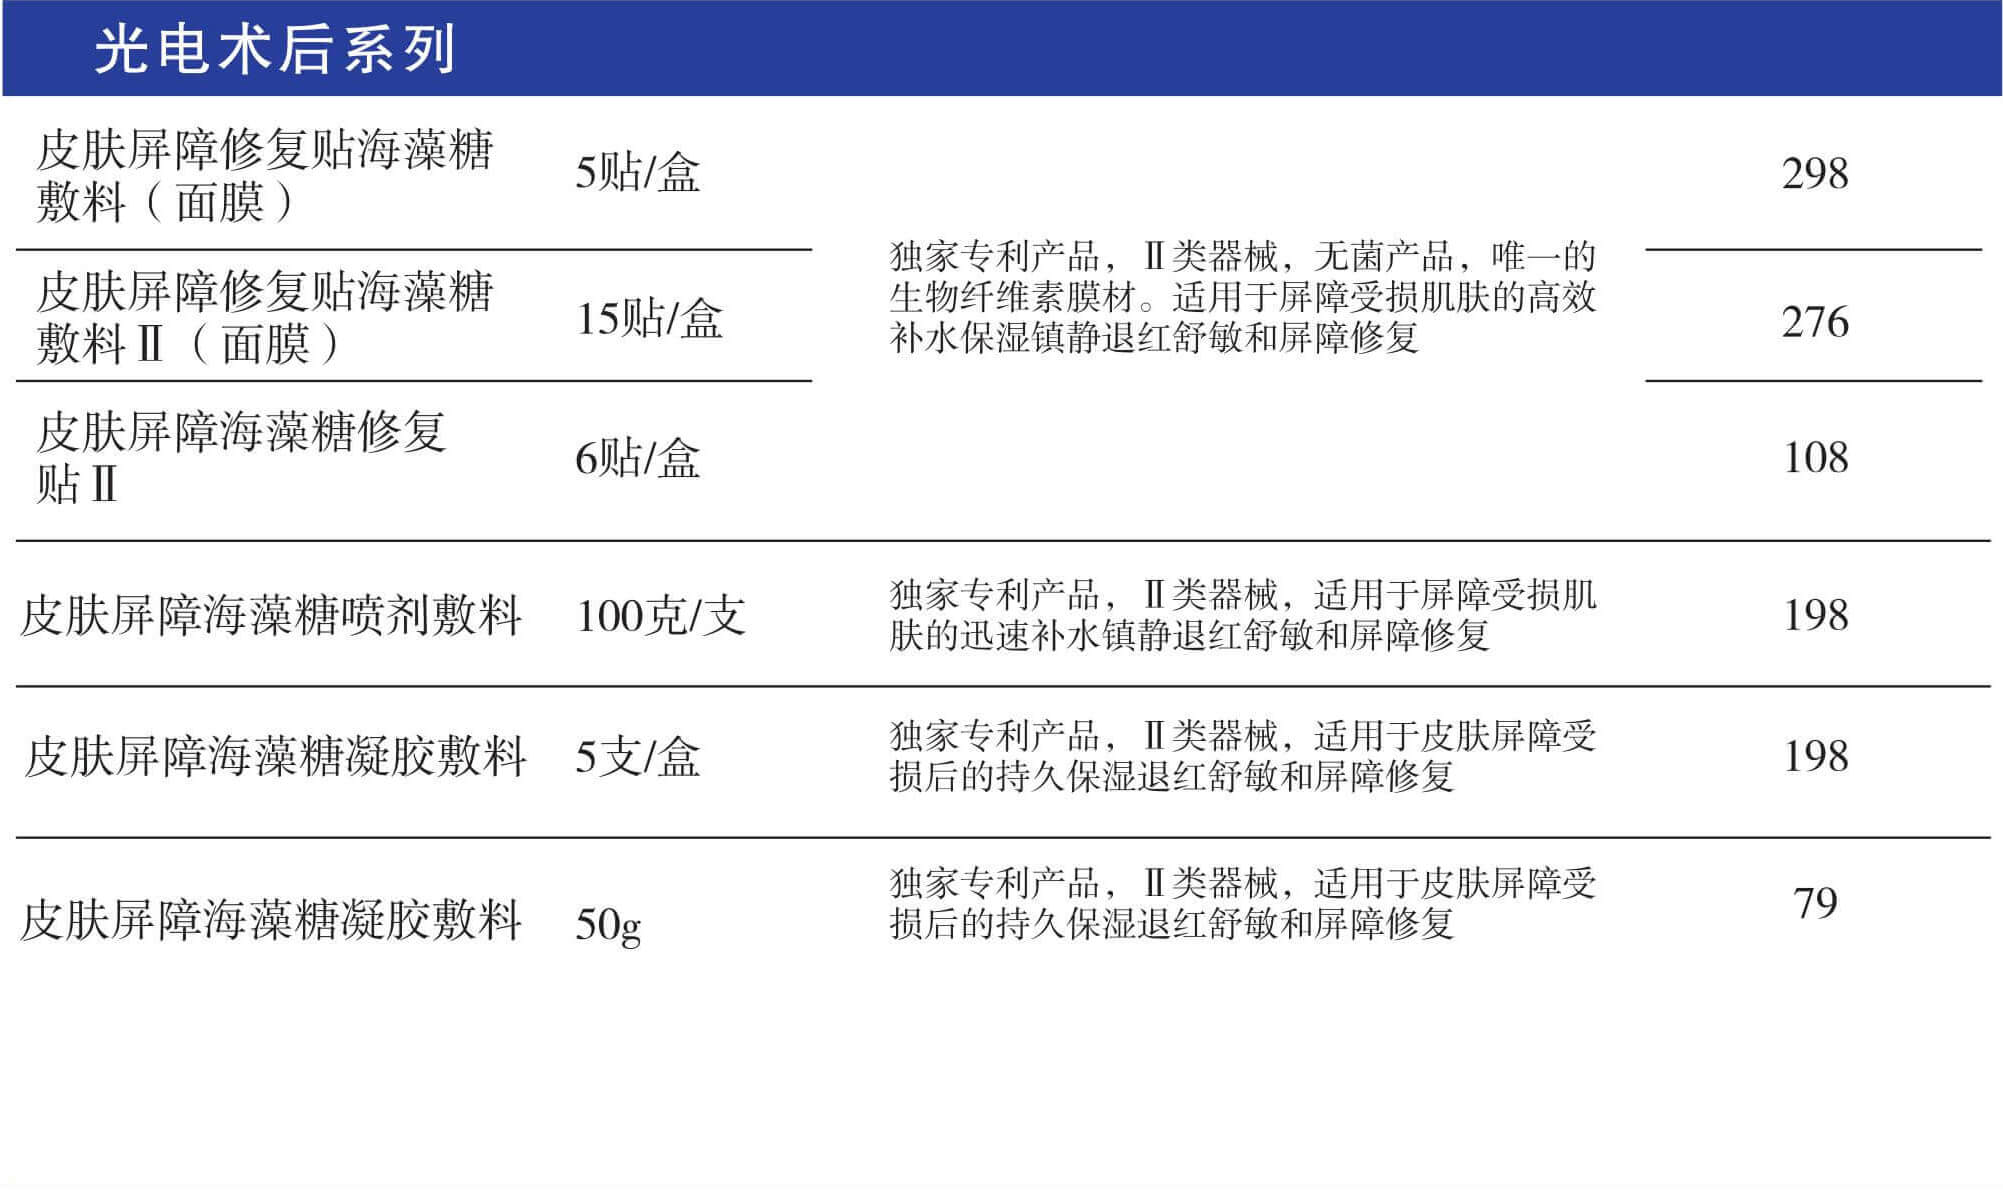 光电术后系列
皮肤屏障修复贴海藻糖
敷料（面膜）
5贴/盒
298
皮肤屏障修复贴海藻糖
敷料Ⅱ（面膜）
15贴/盒
独家专利产品，Ⅱ类器械，无菌产品，唯一的
生物纤维素膜材。适用于屏障受损肌肤的高效
补水保湿镇静退红舒敏和屏障修复
276
皮肤屏障海藻糖修复
贴Ⅱ
6贴/盒
108
皮肤屏障海藻糖喷剂敷料
100克/支
独家专利产品，Ⅱ类器械，适用于屏障受损肌
肤的迅速补水镇静退红舒敏和屏障修复
198
皮肤屏障海藻糖凝胶敷料
5支/盒
独家专利产品，Ⅱ类器械，适用于皮肤屏障受
损后的持久保湿退红舒敏和屏障修复
198
皮肤屏障海藻糖凝胶敷料
50g
独家专利产品，Ⅱ类器械，适用于皮肤屏障受
损后的持久保湿退红舒敏和屏障修复
79